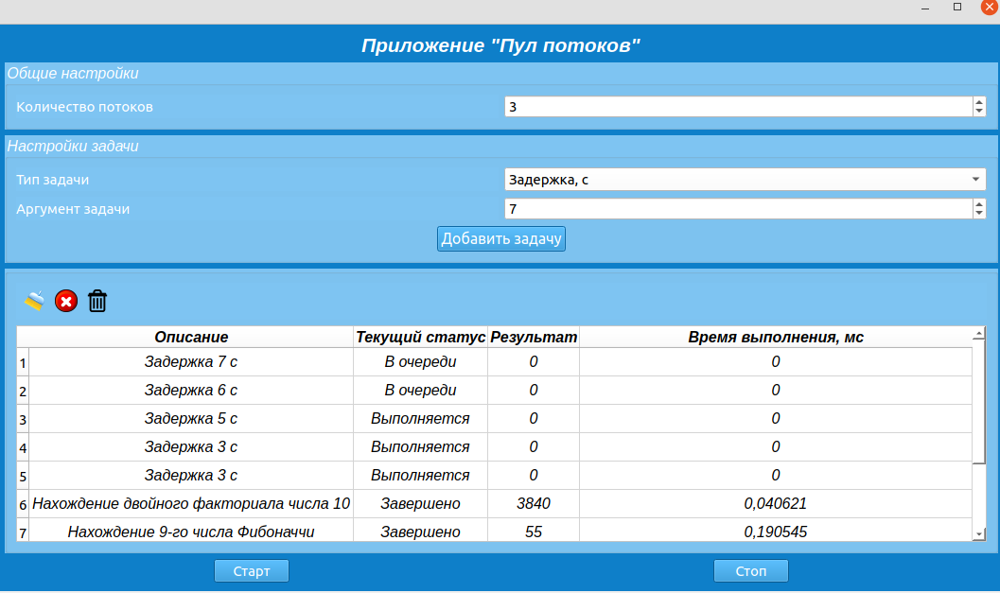 Приложение "Пул потоков"
Общие настройки
Количество потоков 3
Настройки задачи
Тип задачи Задержка, с
Аргумент задачи 7
Добавить задачу
Описание Текущий статус Результат Время выполнения, мс
1 Задержка 7 с В очереди 0 0
2 Задержка 6 с В очереди 0 0
3 Задержка 5 с Выполняется 0 0
4 Задержка 3 с Выполняется 0 0
5 Задержка 3 с Выполняется 0 0
6 Нахождение двойного факториала числа 10 Завершено 3840 0,040621
7 Нахождение 9-го числа Фибоначчи Завершено 55 0,190545
Старт Стоп